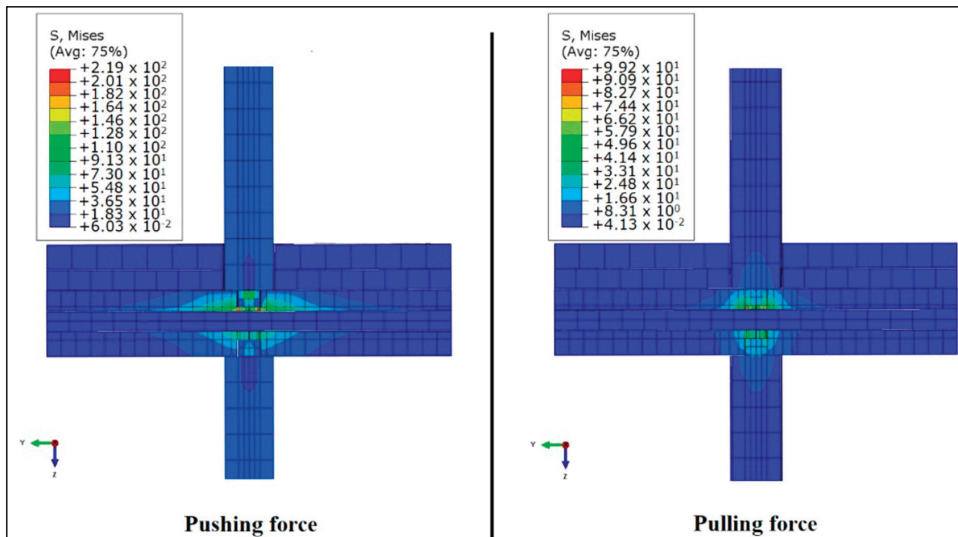 S, Mises
(Avg: 75%)
+2.19 x 10²
+2.01 x 10²
+1.82 x 10²
+1.64 x 10²
+1.46 x 10²
+1.28 x 10²
+1.10 x 10²
+9.13 x 10¹
+7.30 x 10¹
+5.48 x 10¹
+3.65 x 10¹
+1.83 x 10¹
+6.03 x 10⁻²
Y
Z
Pushing force
S, Mises
(Avg: 75%)
+9.92 x 10¹
+9.09 x 10¹
+8.27 x 10¹
+7.44 x 10¹
+6.62 x 10¹
+5.79 x 10¹
+4.96 x 10¹
+4.14 x 10¹
+3.31 x 10¹
+2.48 x 10¹
+1.66 x 10¹
+8.31 x 10⁰
+4.13 x 10⁻²
Y
Z
Pulling force